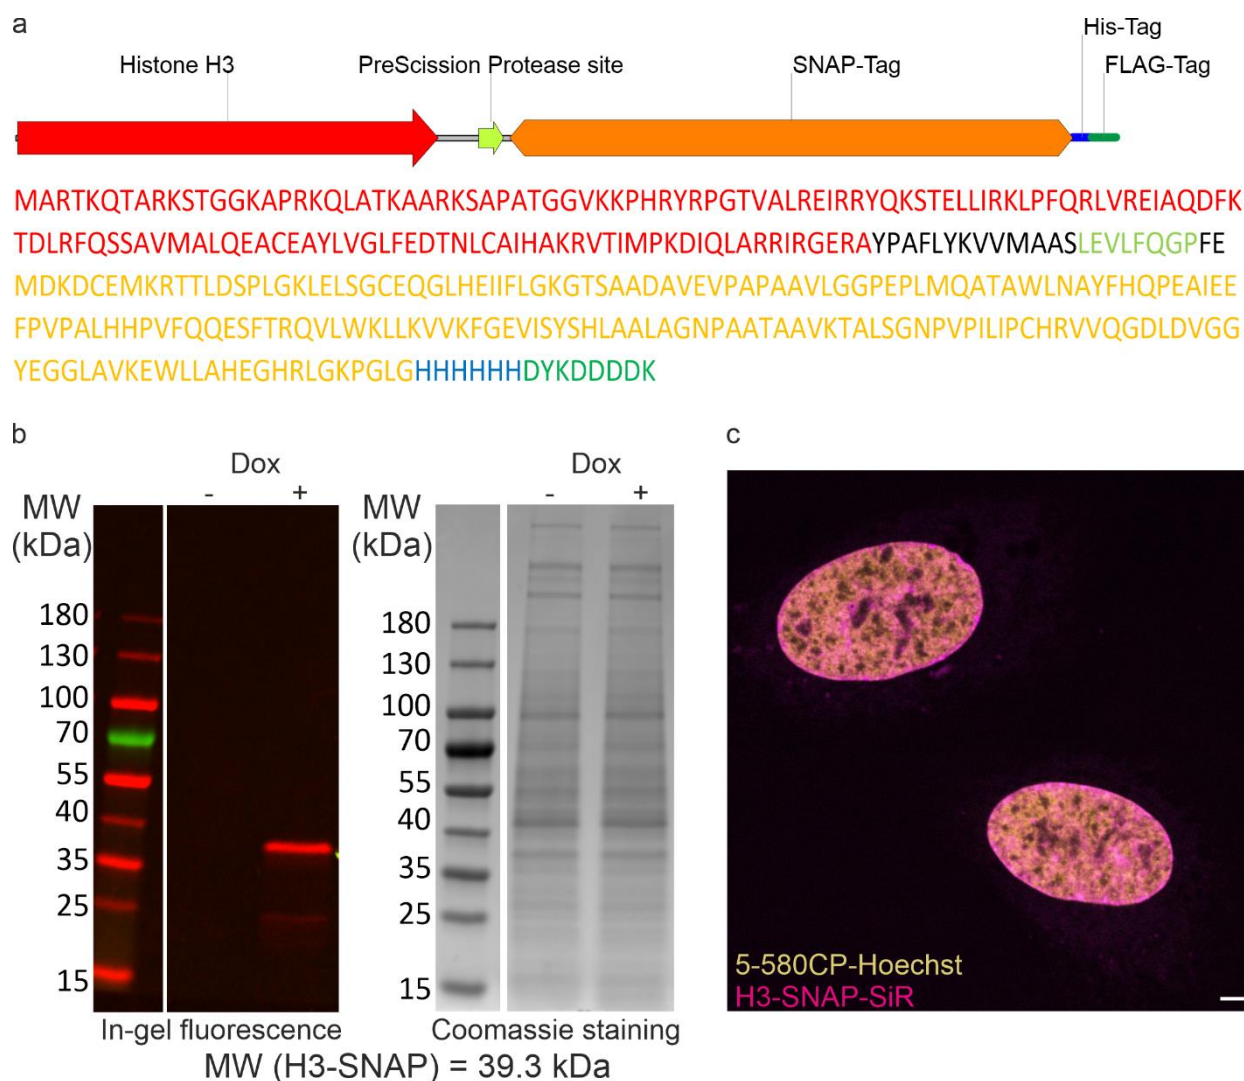 a
His-Tag
Histone H3 PreScission Protease site SNAP-Tag FLAG-Tag
MARTKQTARKSTGGKAPRKQLATKAARKSAPATGGVKKPHRYRPGTVALREIRRYQKSTELLIRKLPFQRLVREIAQDFK
TDLRFQSSAVMALQEACEAYLVGLFEDTNLCAIHAKRVTIMPKDIQLARRIRGERAYPAFLYKVVMAASLEVLFQGPFE
MDKDCEMKRTTLDSPLGKLELSGCEQGLHEIIFLGKGTSAADAVEVPAPAAVLGGPEPLMQATAWLNAYFHQPEAIEE
FPVPALHHPVFQQESFTRQVLWKLLKVVKFGEVISYSHLAALAGNPAATAAVKTALSGNPVPILIPCHRVVQGDLDVGG
YEGGLAVKEWLLAHEGHRLGKPGLGHHHHHHDYKDDDDK
b
Dox
- +
MW
(kDa)
180
130
100
70
55
40
35
25
15
In-gel fluorescence
Dox
- +
MW
(kDa)
180
130
100
70
55
40
35
25
15
Coomassie staining
MW (H3-SNAP) = 39.3 kDa
c
5-580CP-Hoechst
H3-SNAP-SiR